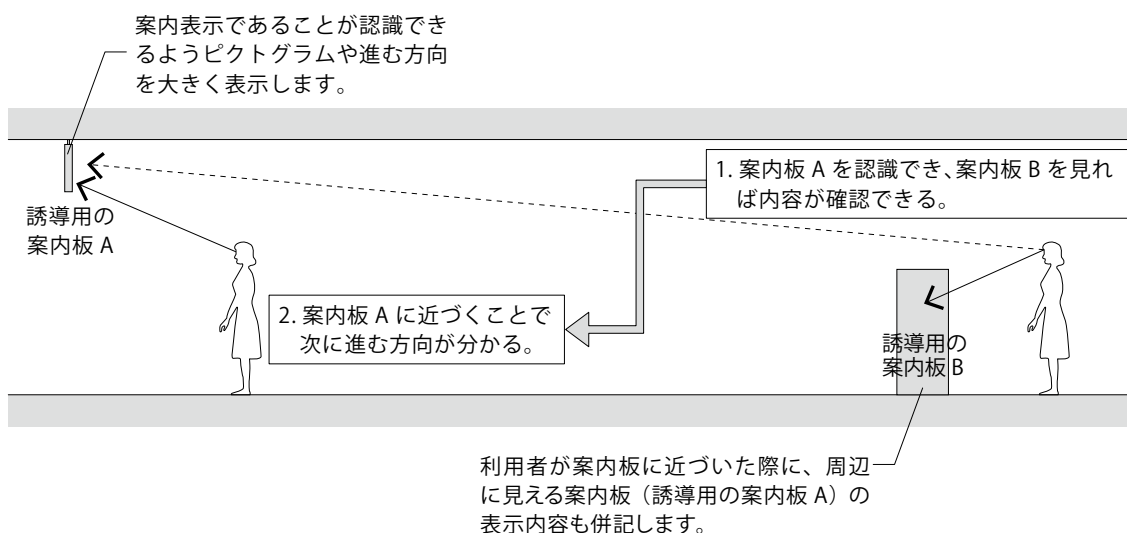 案内表示であることが認識でき
るようピクトグラムや進む方向
を大きく表示します。
1. 案内板 A を認識でき、案内板 B を見れ
ば内容が確認できる。
誘導用の
案内板 A
2. 案内板 A に近づくことで
次に進む方向が分かる。
誘導用の
案内板 B
利用者が案内板に近づいた際に、周辺
に見える案内板（誘導用の案内板 A）の
表示内容も併記します。